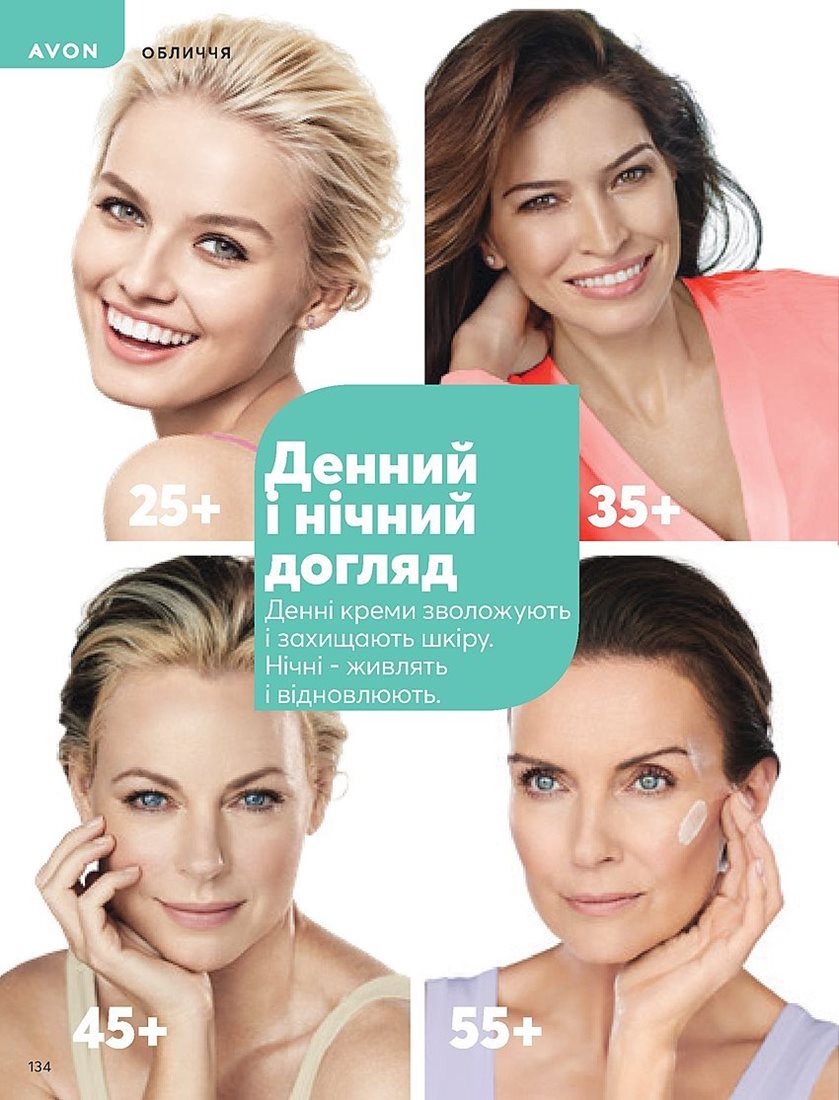 AVON
ОБЛИЧЧЯ
25+
35+
Денний
і нічний
догляд
Денні креми зволожують
і захищають шкіру.
Нічні - живлять
і відновлюють.
45+
55+
134